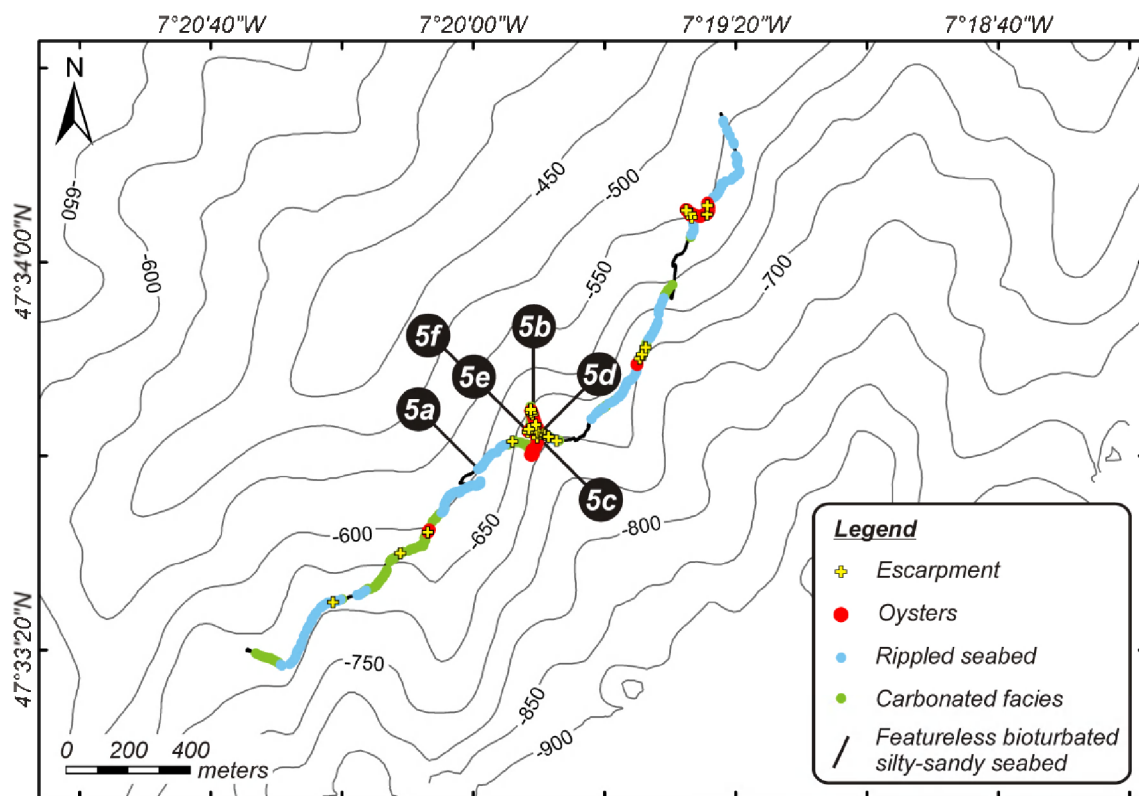 7°20'40"W 7°20'00"W 7°19'20"W 7°18'40"W
N
-450
-500
-650
-600
47°34'00"N
-550
-700
5f
5b
5e
5d
5a
5c
-600
-650
-800
47°33'20"N
-750
-850
-900
0 200 400
meters
Legend
Escarpment
Oysters
Rippled seabed
Carbonated facies
Featureless bioturbated
silty-sandy seabed